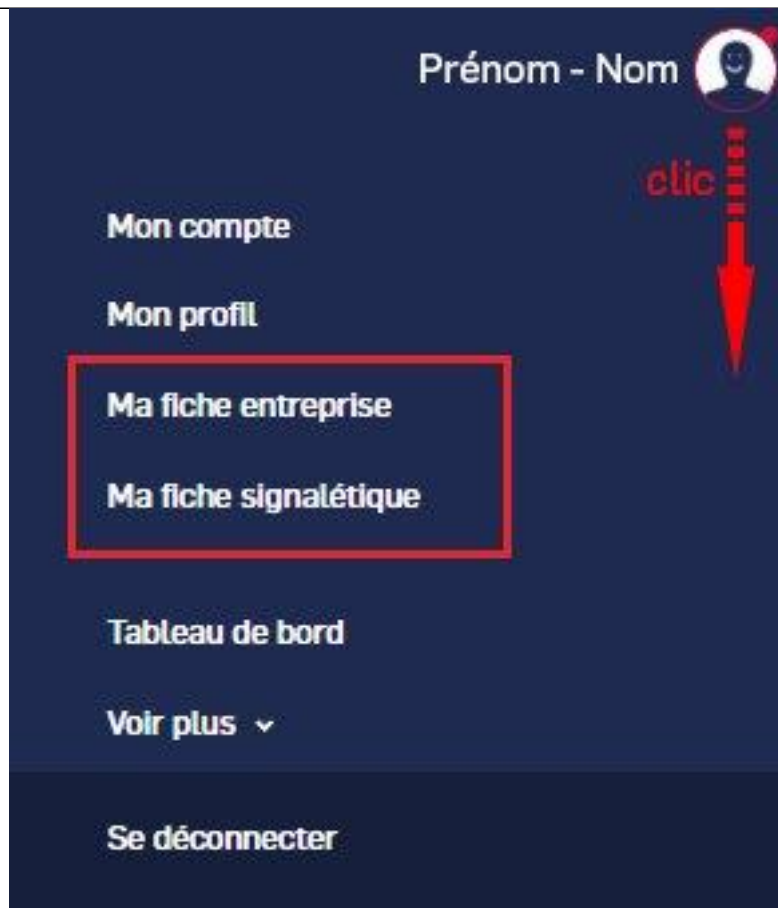 Prénom - Nom
clic
Mon compte
Mon profil
Ma fiche entreprise
Ma fiche signalétique
Tableau de bord
Voir plus
Se déconnecter